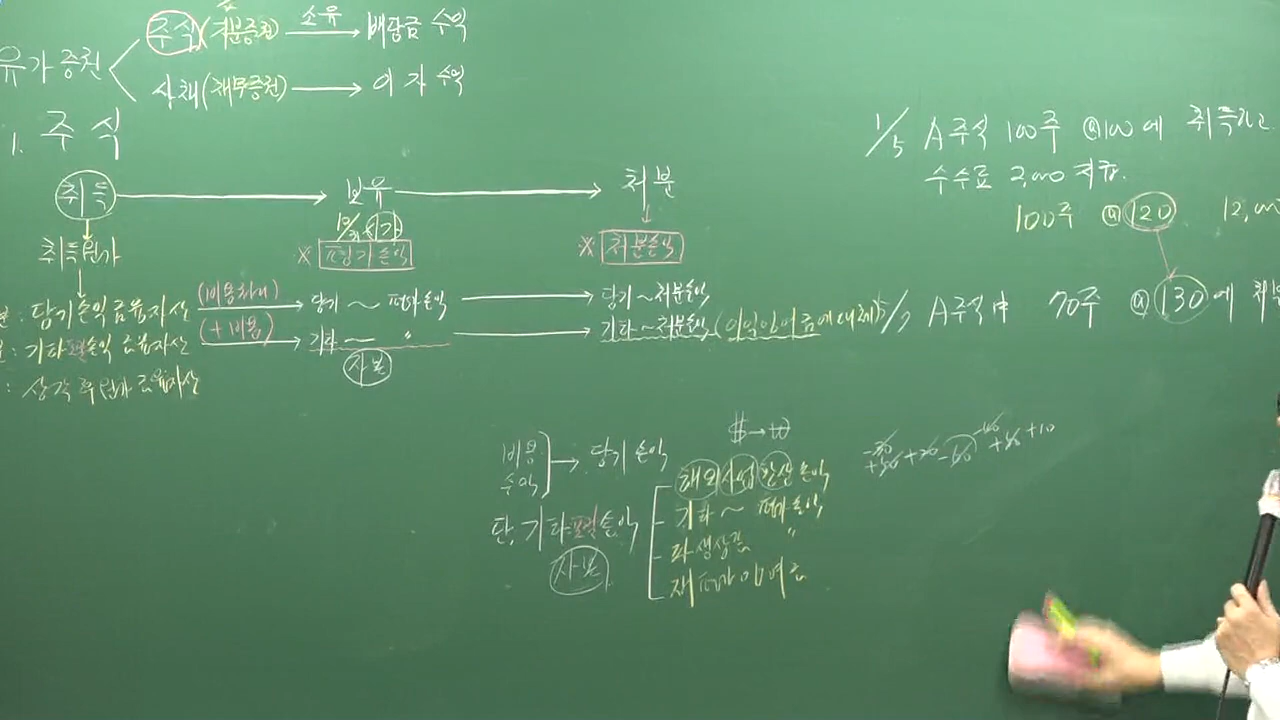 유가증권
주식(지분증권) 소유 → 배당금 수익
사채(채무증권) → 이자 수익
1. 주식
취득 → 보유 → 처분
취득원가
12/31 시가
※ 평가손익
※ 처분손익
: 당기손익금융자산 (비용처리) → 당기～평가손익 → 당기～처분손익
: 기타포괄손익금융자산 (+비용) → 기타～ 〃 → 기타～처분손익 (이익잉여금에 대체)
자본
: 상각후원가금융자산
1/5 A주식 100주 @100에 취득하고
수수료 2,000 지급.
100주 @120 12,000
5/7 A주식 中 70주 @130에
비용
수익
→ 당기손익
단, 기타포괄손익
자본
$→₩
해외사업환산손익
기타～평가손익
파생상품 〃
재평가잉여금
+10